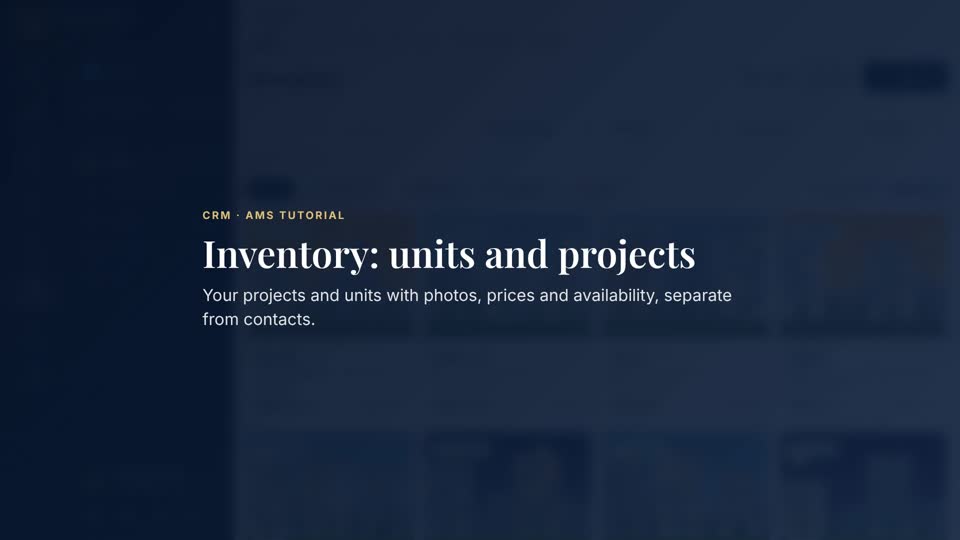 CRM · AMS TUTORIAL
Inventory: units and projects
Your projects and units with photos, prices and availability, separate
from contacts.